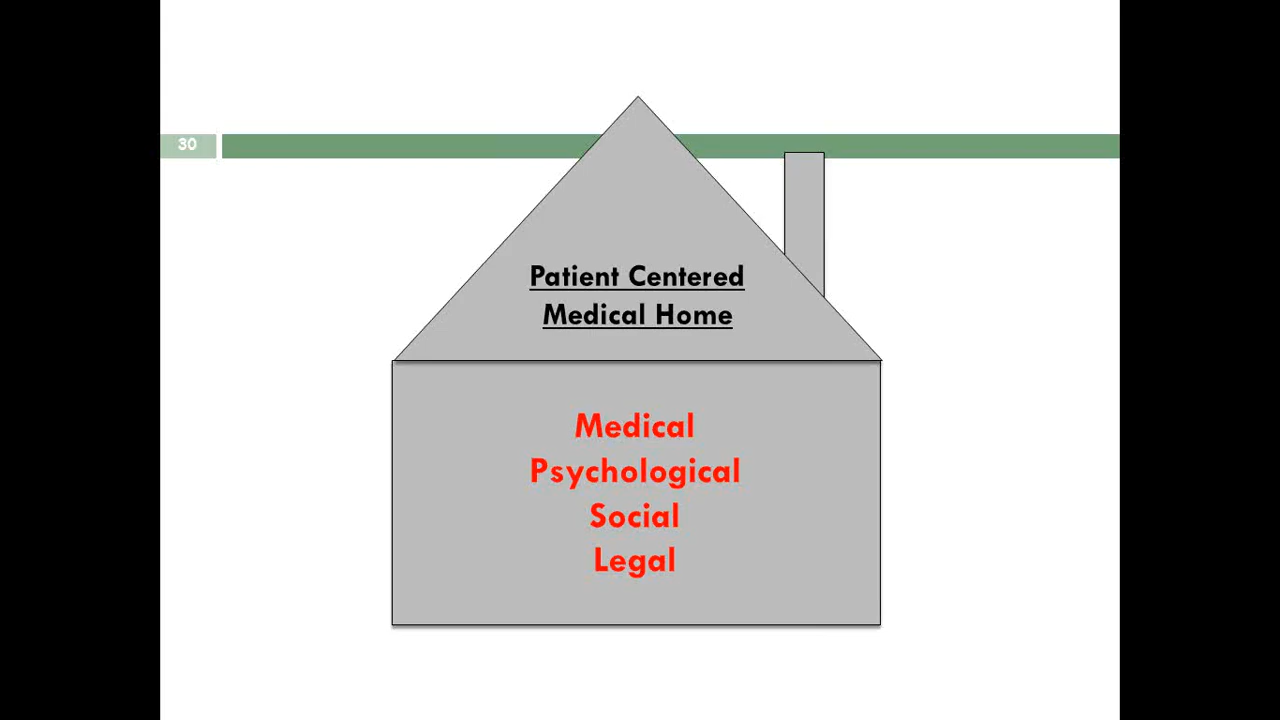 30
Patient Centered
Medical Home
Medical
Psychological
Social
Legal